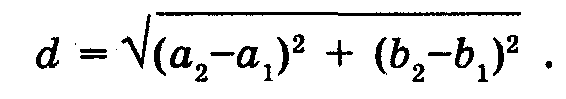 d = √(a₂–a₁)² + (b₂–b₁)² .